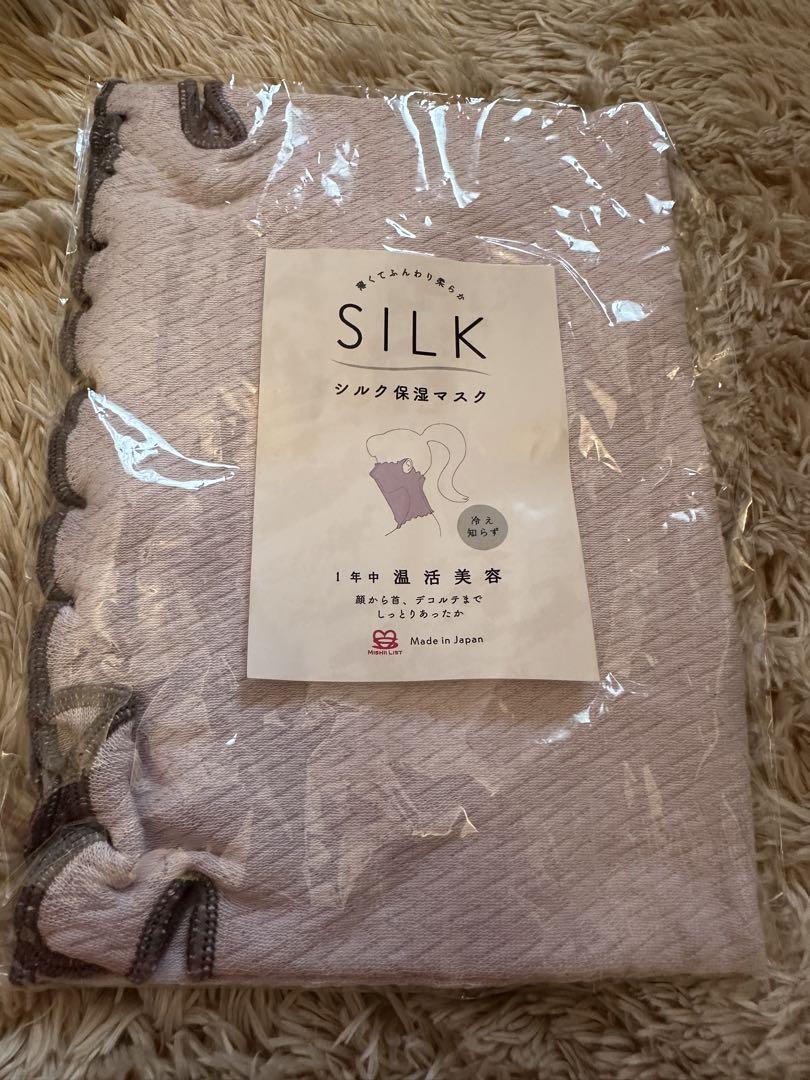 薄くてふんわり柔らか
SILK
シルク保湿マスク
冷え
知らず
1年中 温活美容
顔から首、デコルテまで
しっとりあったか
MISHII LIST
Made in Japan